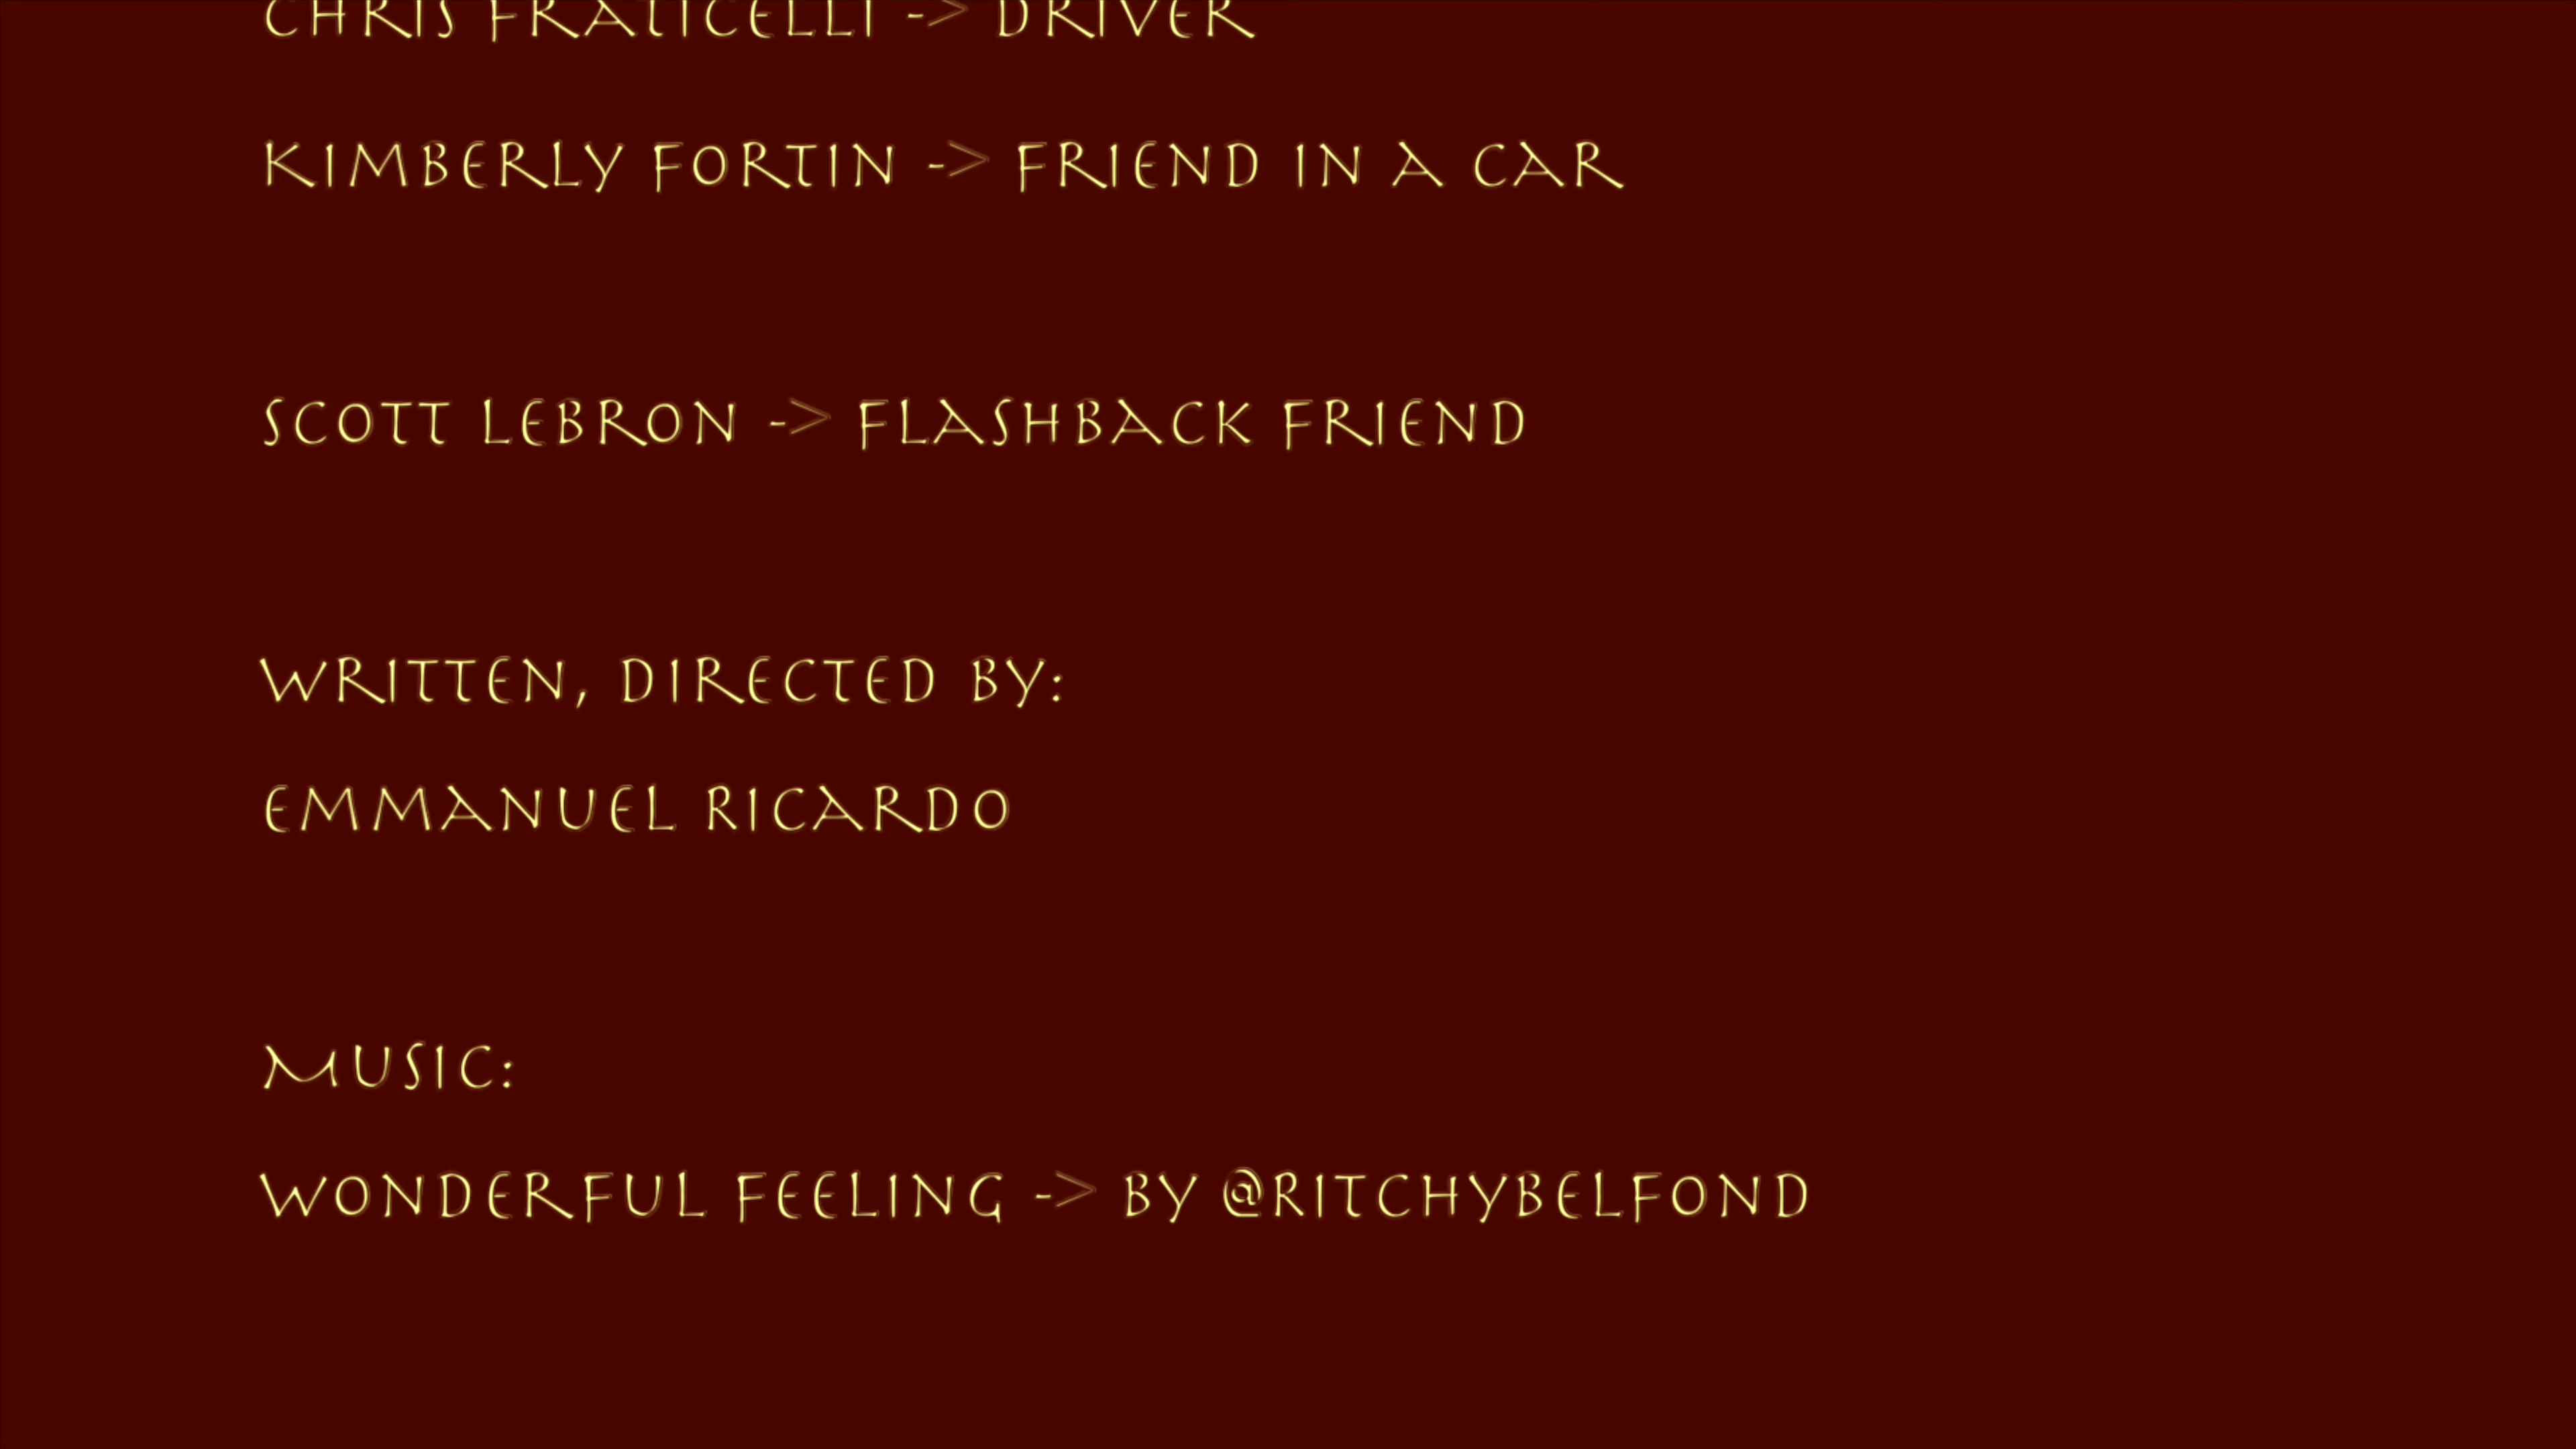 CHRIS FRATICELLI -> DRIVER
KIMBERLY FORTIN -> FRIEND IN A CAR
SCOTT LEBRON -> FLASHBACK FRIEND
WRITTEN, DIRECTED BY:
EMMANUEL RICARDO
MUSIC:
WONDERFUL FEELING -> BY @RITCHYBELFOND